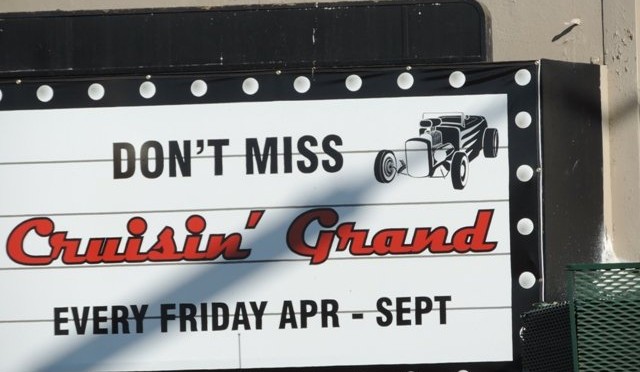 DON'T MISS
Cruisin' Grand
EVERY FRIDAY APR - SEPT